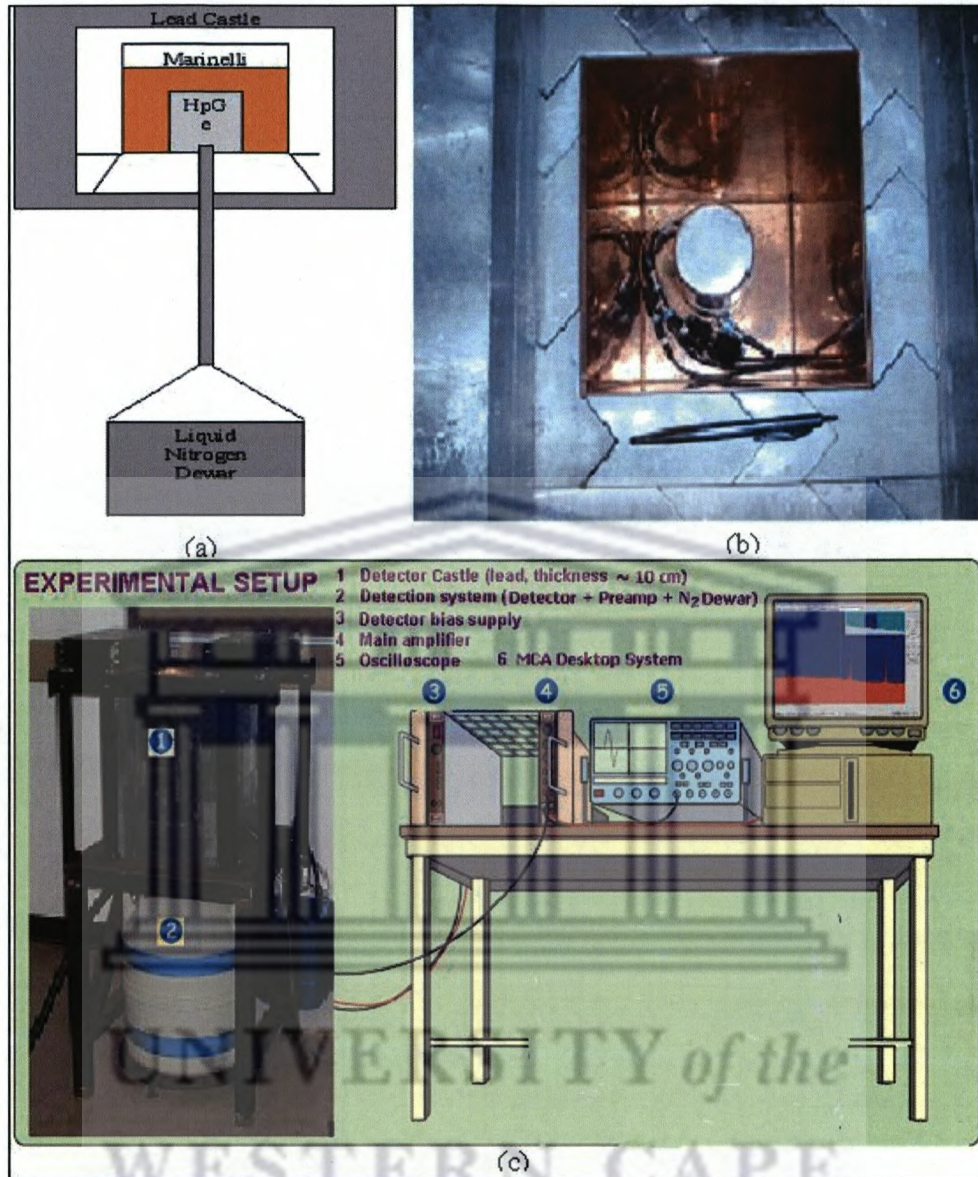 Lead Castle
Marinelli
HpG
e
Liquid
Nitrogen
Dewar
(a)
(b)
EXPERIMENTAL SETUP
1 Detector Castle (lead, thickness ~ 10 cm)
2 Detection system (Detector + Preamp + N2 Dewar)
3 Detector bias supply
4 Main amplifier
5 Oscilloscope 6 MCA Desktop System
1
2
3
4
5
6
(c)
UNIVERSITY of the
WESTERN CAPE